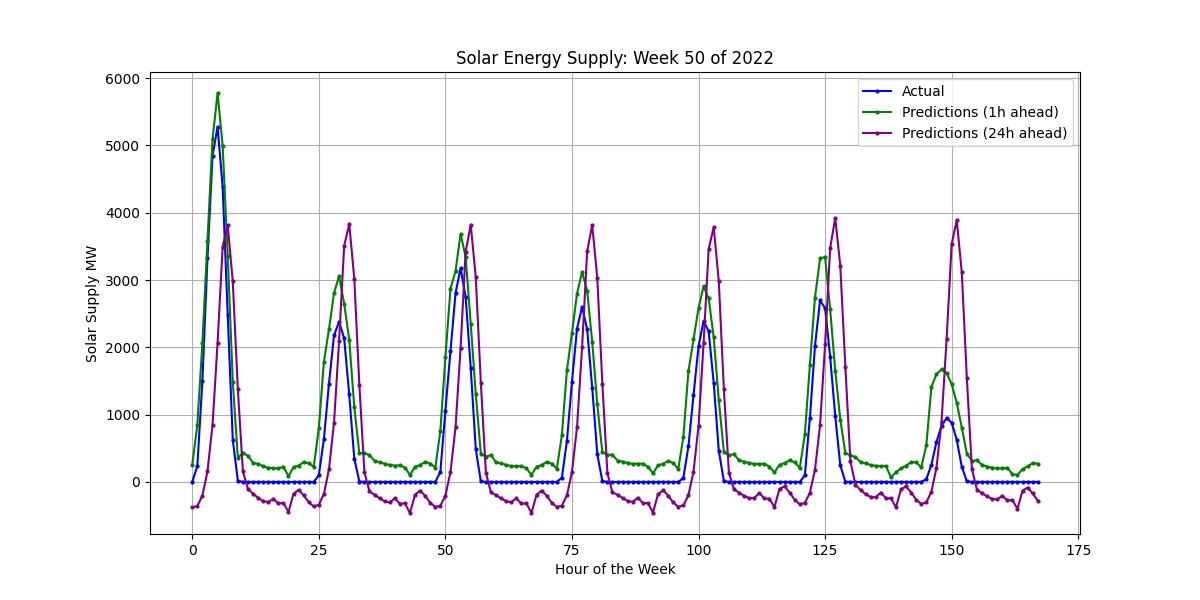 Solar Energy Supply: Week 50 of 2022
Actual
Predictions (1h ahead)
Predictions (24h ahead)
Solar Supply MW
6000
5000
4000
3000
2000
1000
0
0 25 50 75 100 125 150 175
Hour of the Week